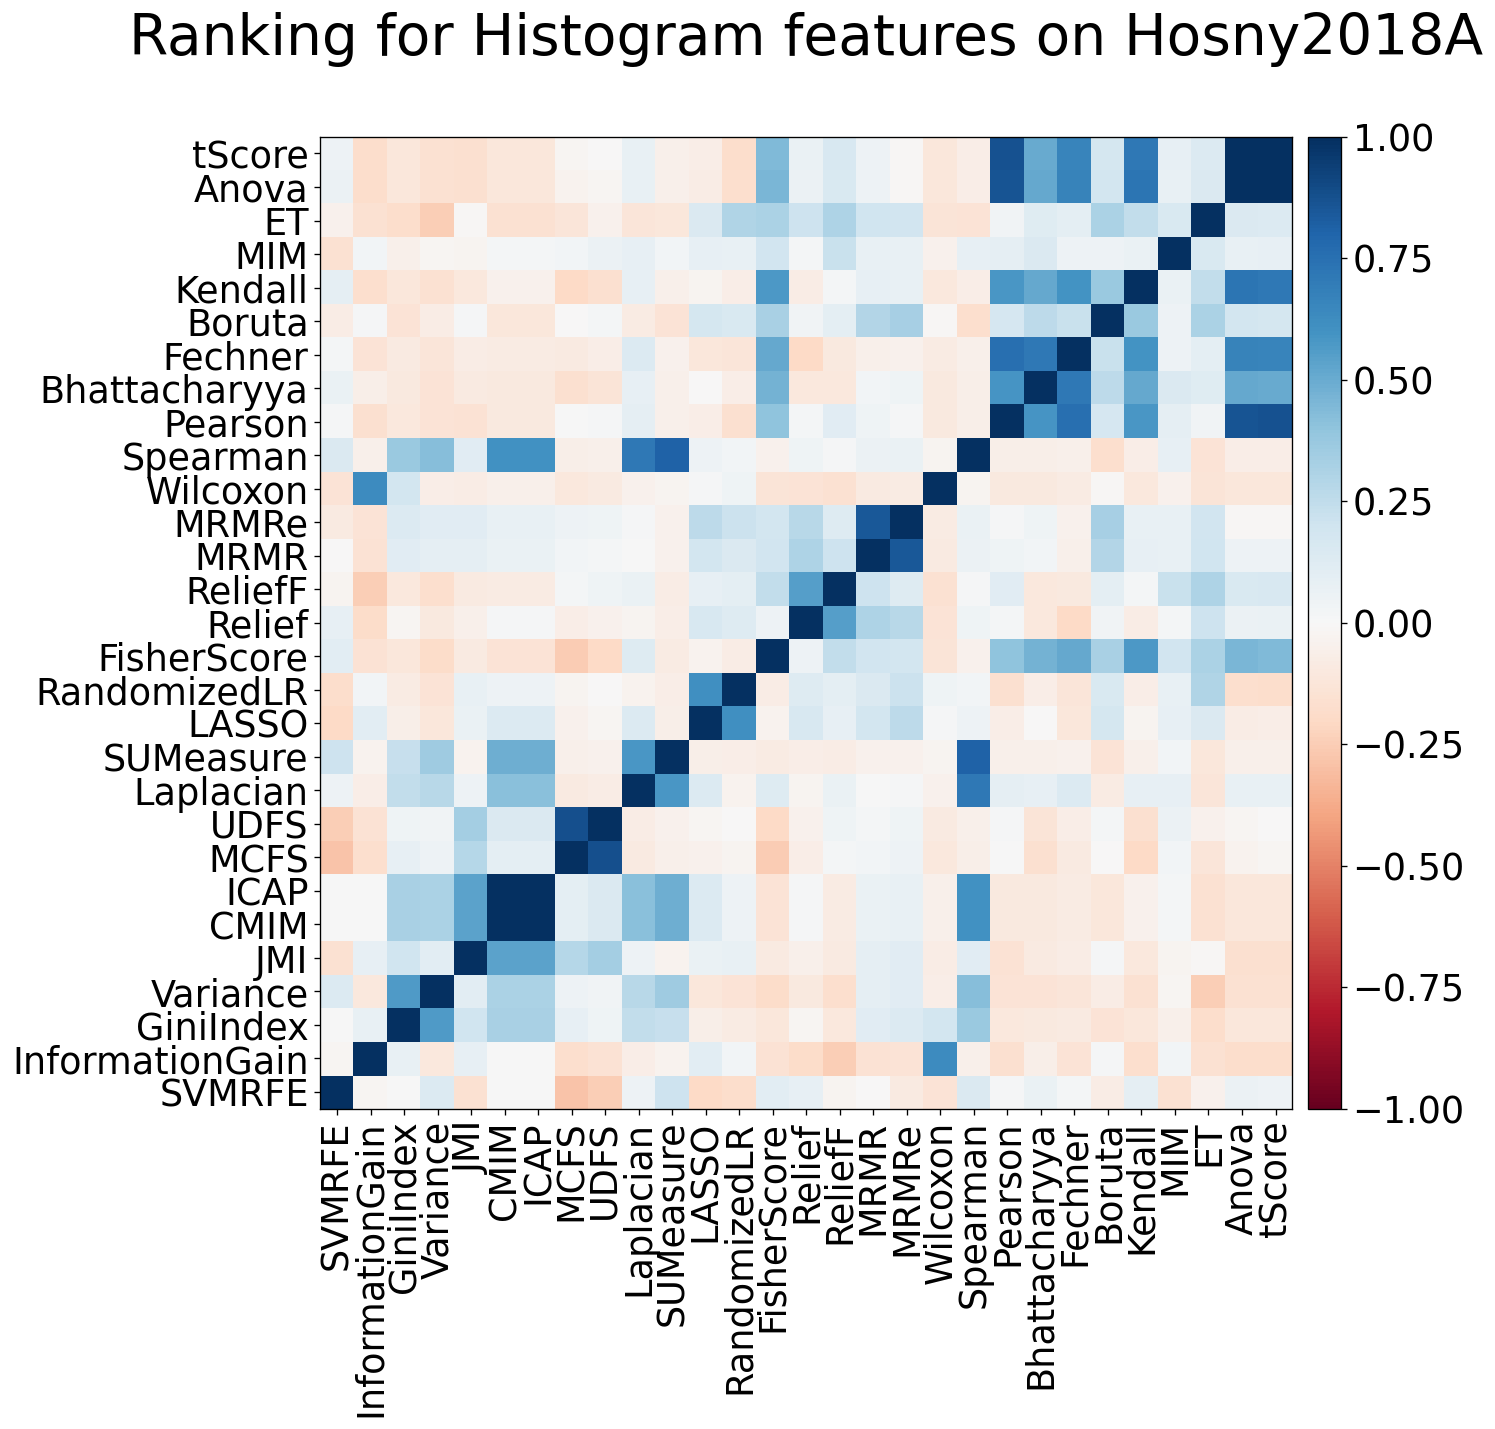 Ranking for Histogram features on Hosny2018A
tScore
Anova
ET
MIM
Kendall
Boruta
Fechner
Bhattacharyya
Pearson
Spearman
Wilcoxon
MRMRe
MRMR
ReliefF
Relief
FisherScore
RandomizedLR
LASSO
SUMeasure
Laplacian
UDFS
MCFS
ICAP
CMIM
JMI
Variance
GiniIndex
InformationGain
SVMRFE
SVMRFE
InformationGain
GiniIndex
Variance
JMI
CMIM
ICAP
MCFS
UDFS
Laplacian
SUMeasure
LASSO
RandomizedLR
FisherScore
Relief
ReliefF
MRMR
MRMRe
Wilcoxon
Spearman
Pearson
Bhattacharyya
Fechner
Boruta
Kendall
MIM
ET
Anova
tScore
1.00
0.75
0.50
0.25
0.00
−0.25
−0.50
−0.75
−1.00